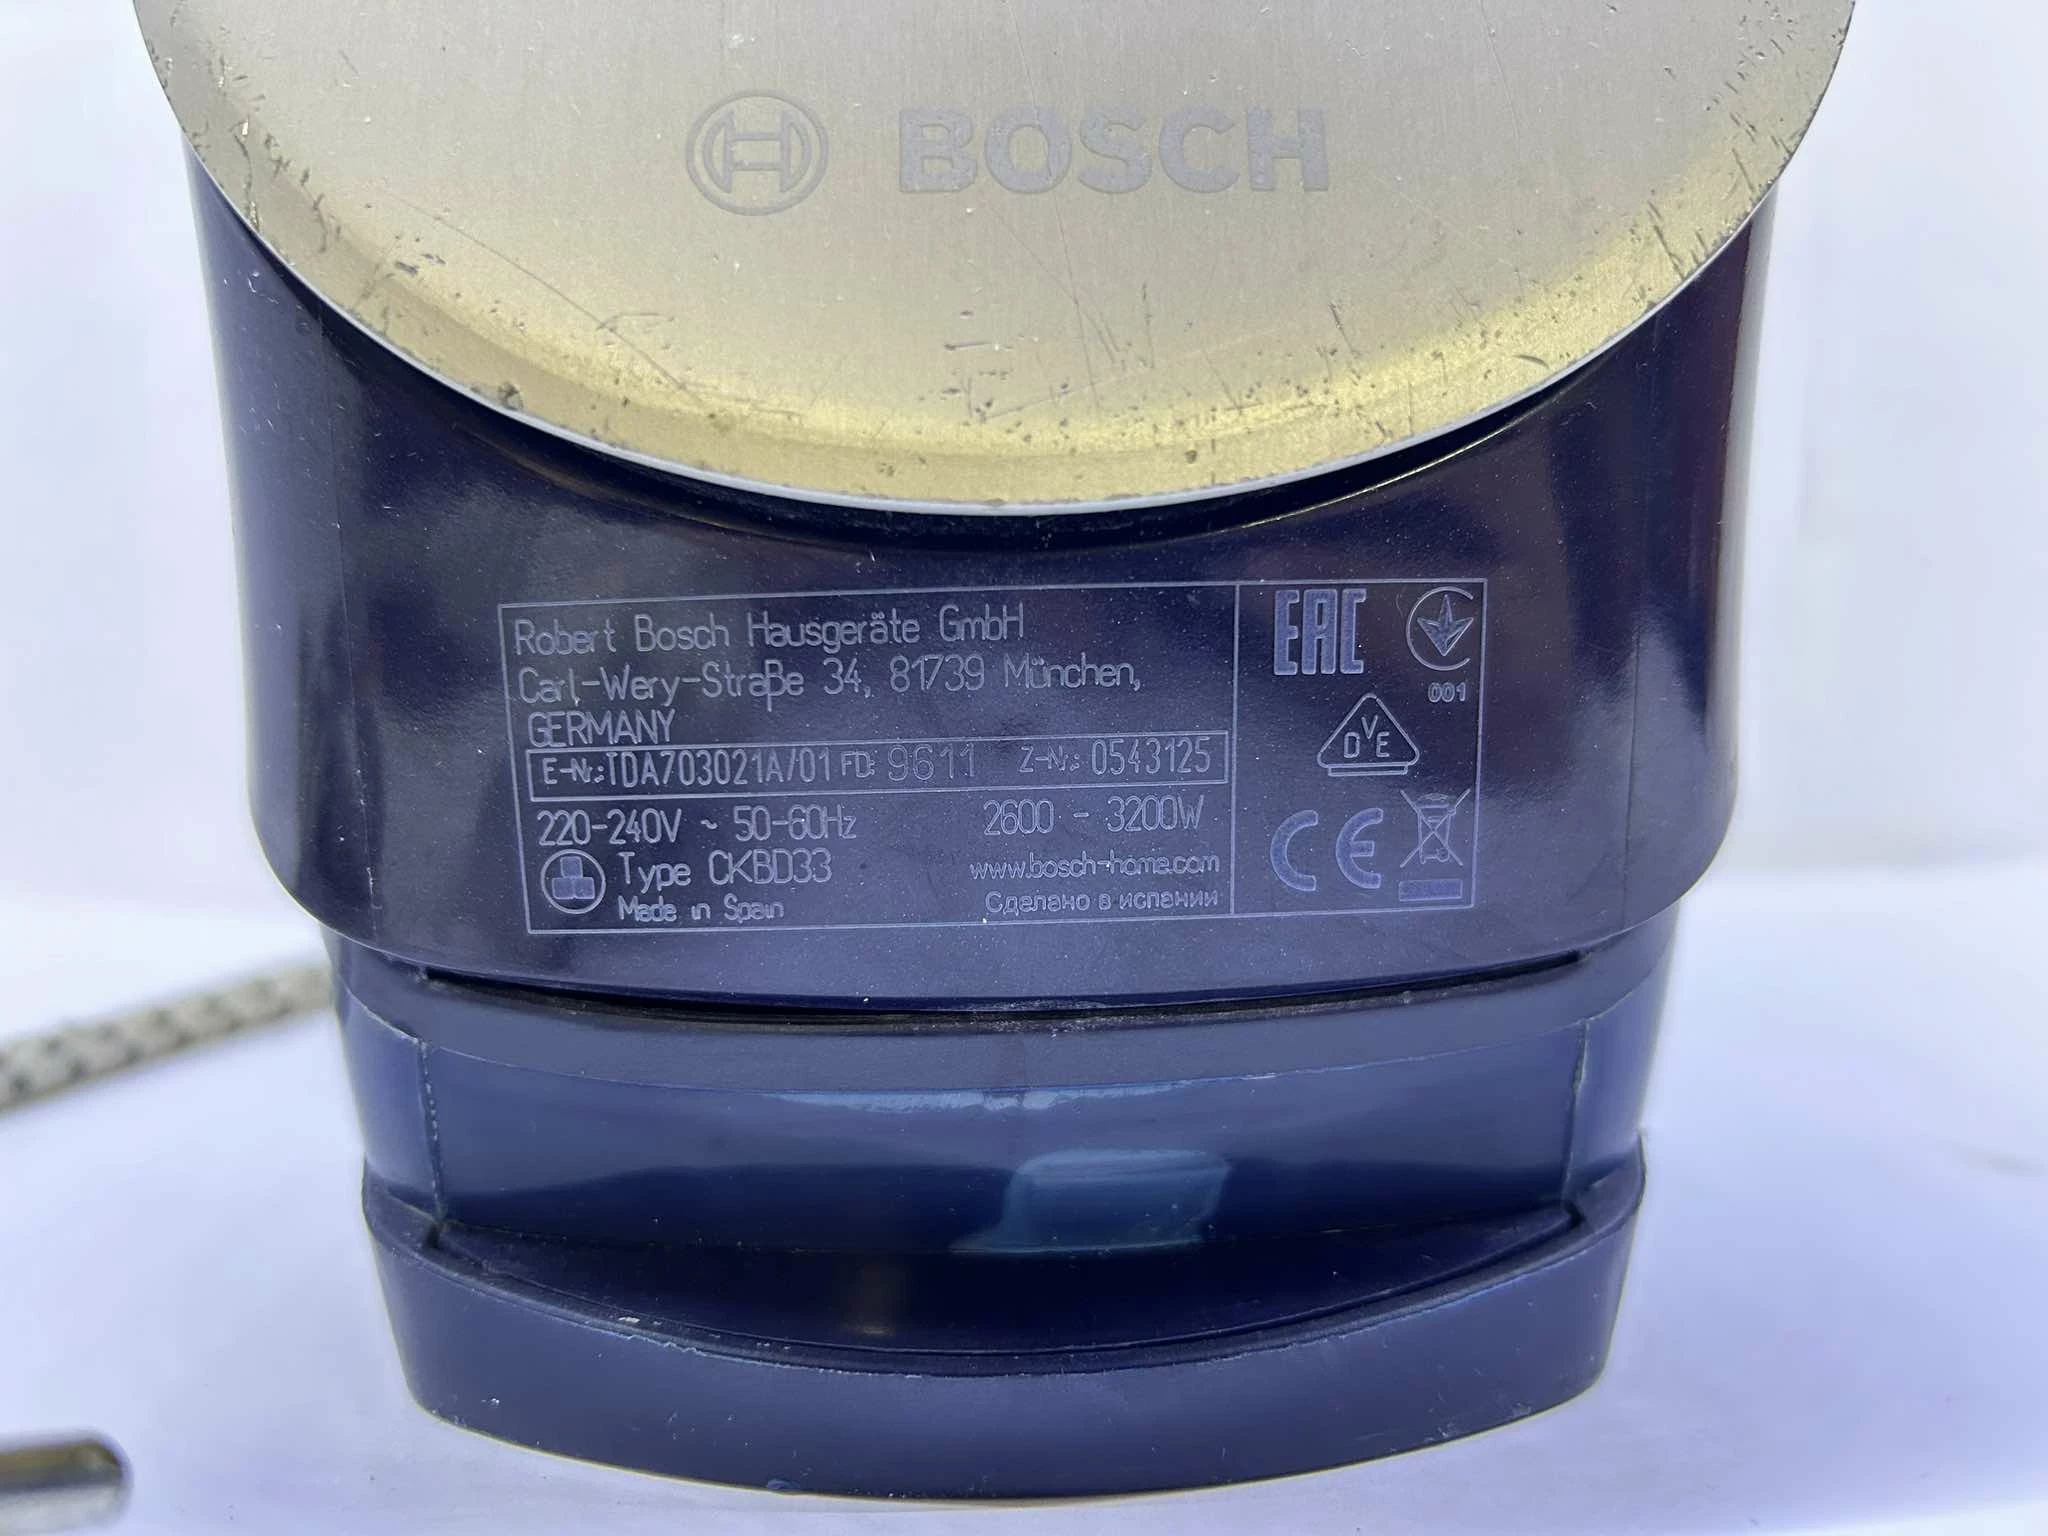 BOSCH
Robert Bosch Hausgeräte GmbH
Carl-Wery-Straße 34, 81739 München,
GERMANY
E-Nr.: TDA703021A/01 FD: 9611 Z-Nr.: 0543125
220-240V ~ 50-60Hz 2600 - 3200W
Type CKBD33 www.bosch-home.com
Made in Spain Сделано в испании
EAC
001
DVE
CE